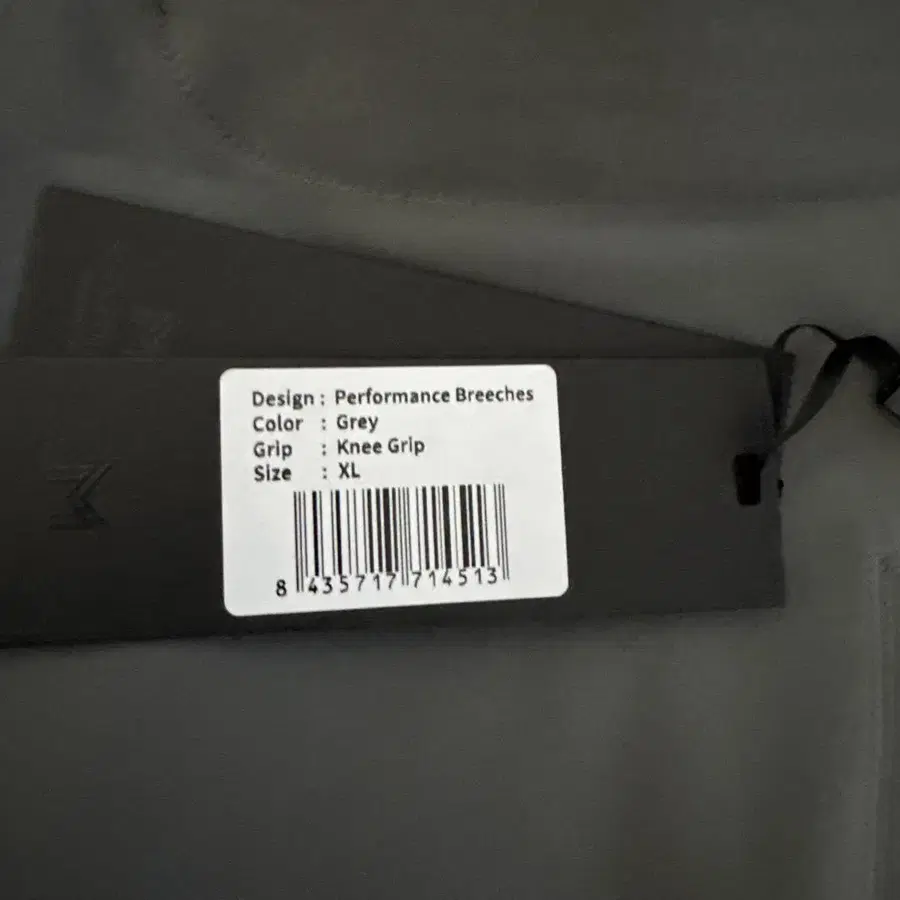 Design : Performance Breeches
Color : Grey
Grip : Knee Grip
Size : XL
8 435717 714513